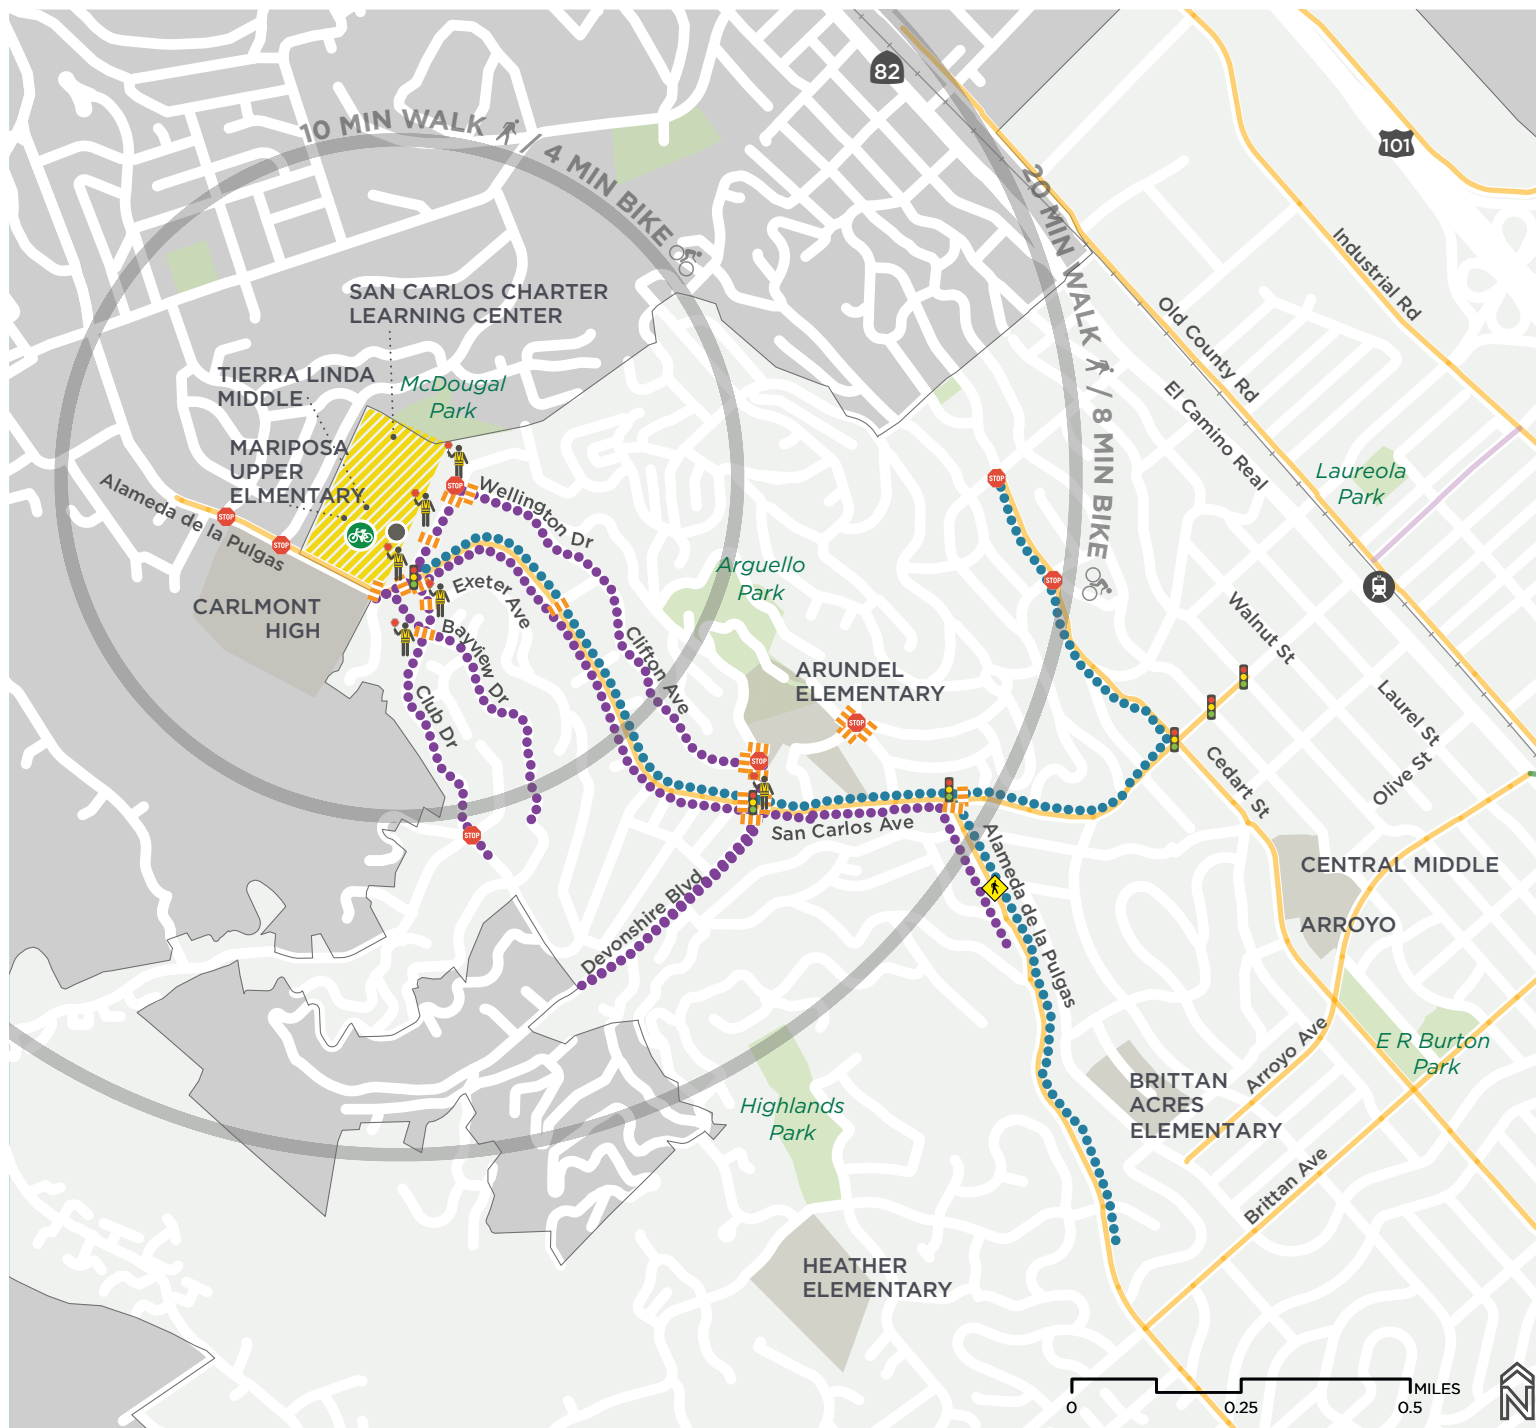 82
101
10 MIN WALK / 4 MIN BIKE
20 MIN WALK / 8 MIN BIKE
Industrial Rd
Old County Rd
El Camino Real
SAN CARLOS CHARTER
LEARNING CENTER
TIERRA LINDA
MIDDLE
McDougal
Park
MARIPOSA
UPPER
ELMENTARY
Alameda de la Pulgas
STOP
STOP
STOP
Wellington Dr
Laureola
Park
STOP
STOP
CARLMONT
HIGH
Exeter Ave
Bayview Dr
Club Dr
Clifton Ave
Arguello
Park
ARUNDEL
ELEMENTARY
STOP
STOP
STOP
Walnut St
Laurel St
Olive St
Cedart St
San Carlos Ave
Devonshire Blvd
Alameda de la Pulgas
CENTRAL MIDDLE
ARROYO
E R Burton
Park
Arroyo Ave
BRITTAN
ACRES
ELEMENTARY
Highlands
Park
Brittan Ave
HEATHER
ELEMENTARY
MILES
0
0.25
0.5
N